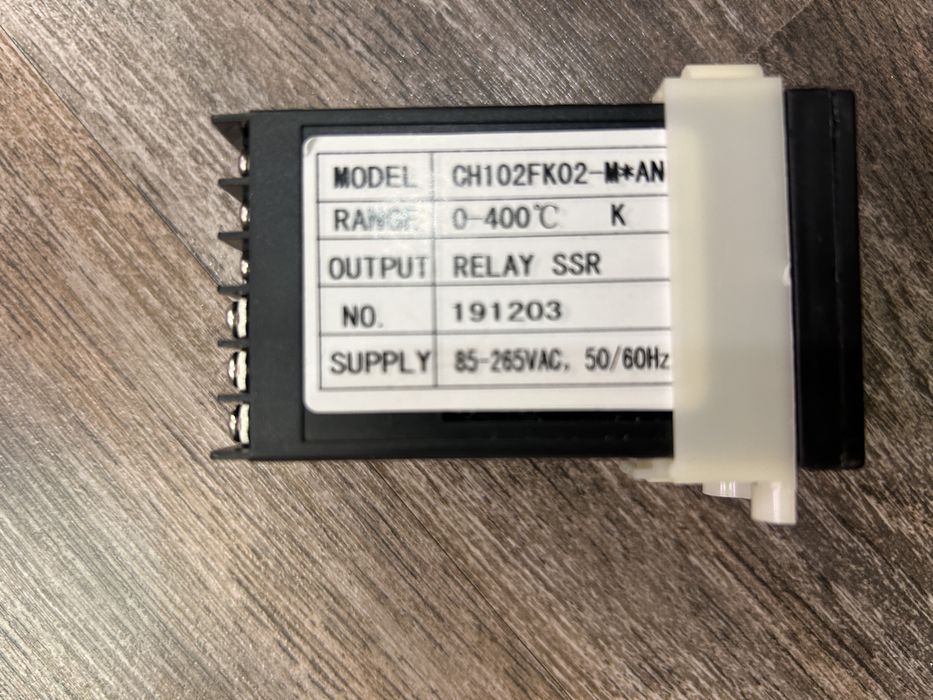 MODEL CH102FK02-M*AN
RANGE 0-400℃ K
OUTPUT RELAY SSR
NO. 191203
SUPPLY 85-265VAC, 50/60Hz